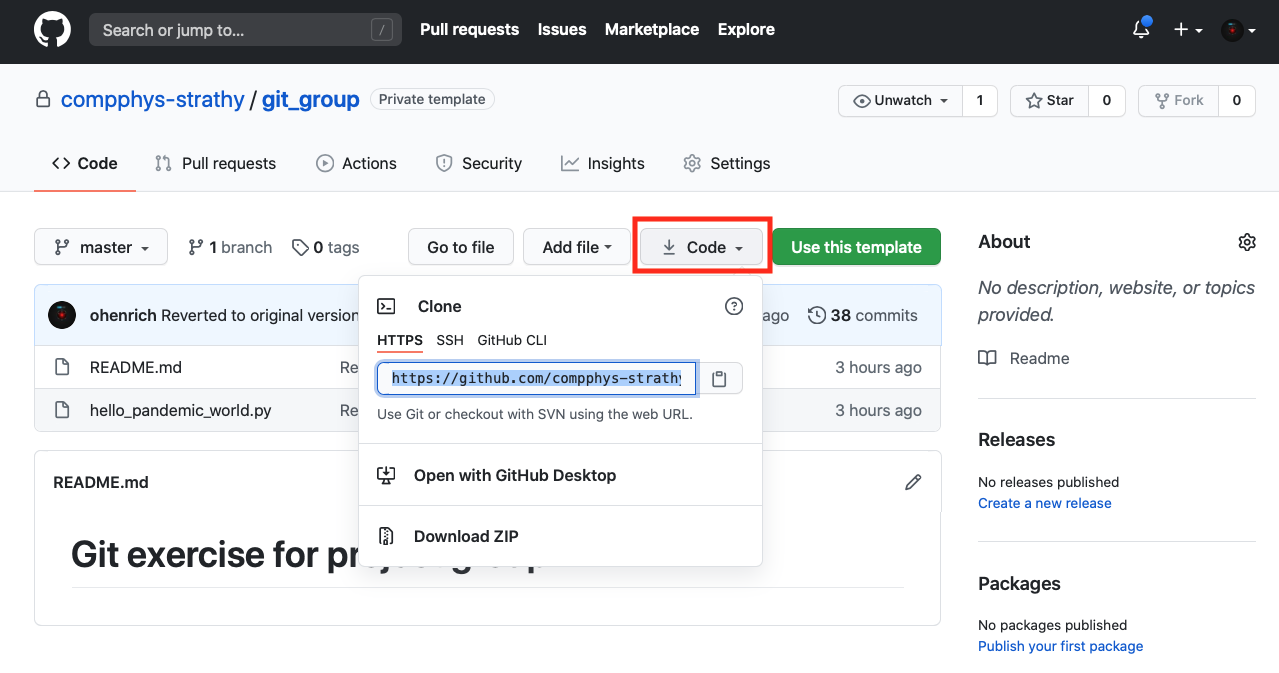 Search or jump to... / Pull requests Issues Marketplace Explore
compphys-strathy / git_group Private template Unwatch 1 Star 0 Fork 0
Code Pull requests Actions Security Insights Settings
master 1 branch 0 tags Go to file Add file Code Use this template
ohenrich Reverted to original version ago 38 commits
README.md Re 3 hours ago
hello_pandemic_world.py Re 3 hours ago
Clone
HTTPS SSH GitHub CLI
https://github.com/compphys-strathy
Use Git or checkout with SVN using the web URL.
Open with GitHub Desktop
Download ZIP
README.md
Git exercise for
About
No description, website, or topics
provided.
Readme
Releases
No releases published
Create a new release
Packages
No packages published
Publish your first package